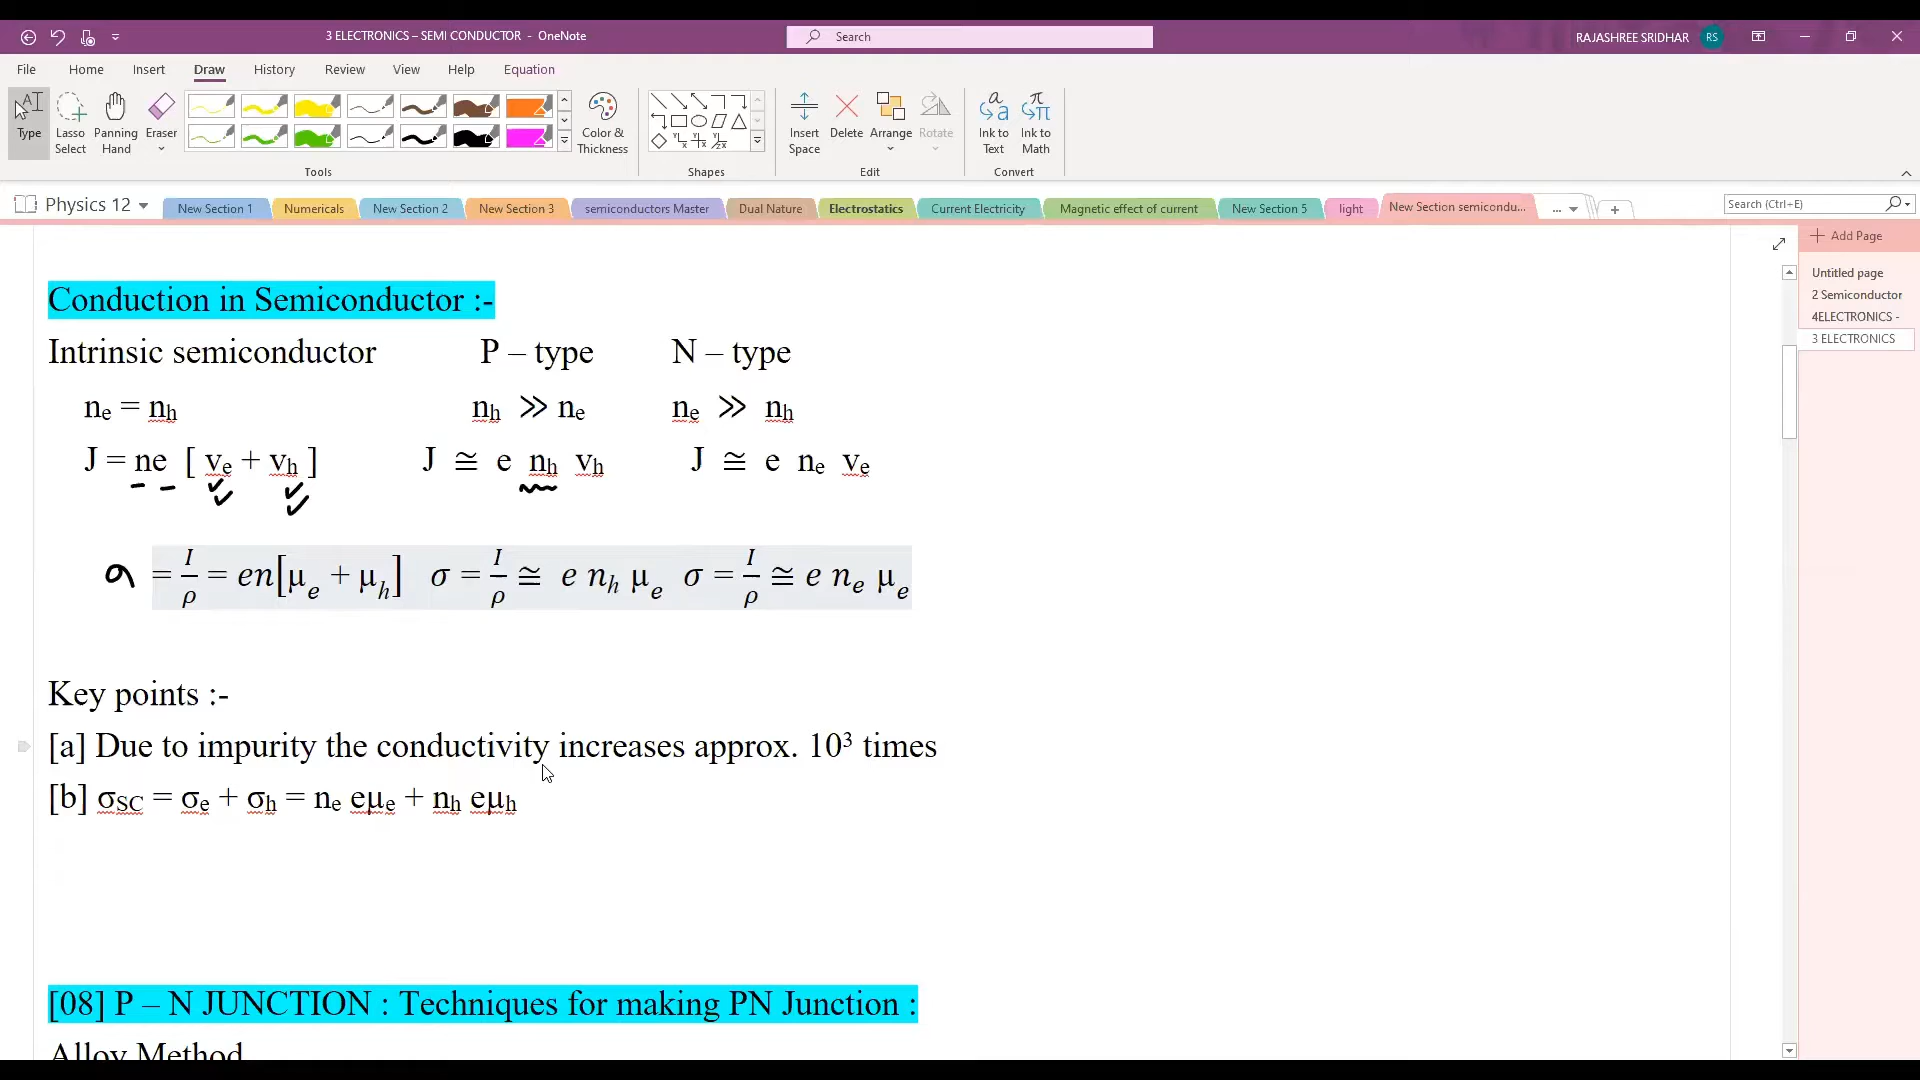 3 ELECTRONICS – SEMI CONDUCTOR - OneNote
Search
RAJASHREE SRIDHAR RS
File Home Insert Draw History Review View Help Equation
Type
Lasso Select
Panning Hand
Eraser
Color & Thickness
Insert Space
Delete
Arrange
Rotate
Ink to Text
Ink to Math
Tools Shapes Edit Convert
Physics 12 New Section 1 Numericals New Section 2 New Section 3 semiconductors Master Dual Nature Electrostatics Current Electricity Magnetic effect of current New Section 5 light New Section semicondu... ... +
Search (Ctrl+E)
Add Page
Untitled page
2 Semiconductor
4ELECTRONICS -
3 ELECTRONICS
Conduction in Semiconductor :-
Intrinsic semiconductor P – type N – type
nₑ = nₕ nₕ ≫ nₑ nₑ ≫ nₕ
J = ne [ vₑ + vₕ ] J ≅ e nₕ vₕ J ≅ e nₑ vₑ
σ = I/ρ = en[μₑ + μₕ] σ = I/ρ ≅ e nₕ μₑ σ = I/ρ ≅ e nₑ μₑ
Key points :-
[a] Due to impurity the conductivity increases approx. 10³ times
[b] σSC = σₑ + σₕ = nₑ eμₑ + nₕ eμₕ
[08] P – N JUNCTION : Techniques for making PN Junction :
Alloy Method